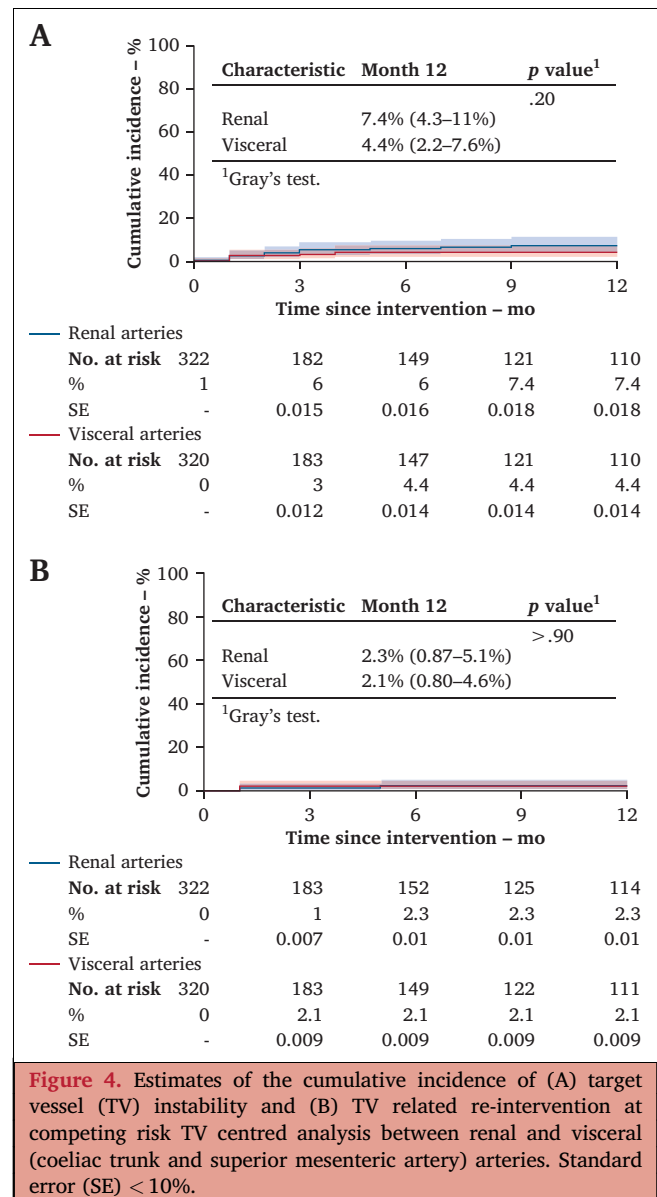 A
Cumulative incidence – %
100
80
60
40
20
0
Characteristic Month 12 p value¹
.20
Renal 7.4% (4.3–11%)
Visceral 4.4% (2.2–7.6%)
¹Gray's test.
0 3 6 9 12
Time since intervention – mo
Renal arteries
No. at risk 322 182 149 121 110
% 1 6 6 7.4 7.4
SE - 0.015 0.016 0.018 0.018
Visceral arteries
No. at risk 320 183 147 121 110
% 0 3 4.4 4.4 4.4
SE - 0.012 0.014 0.014 0.014
B
Cumulative incidence – %
100
80
60
40
20
0
Characteristic Month 12 p value¹
>.90
Renal 2.3% (0.87–5.1%)
Visceral 2.1% (0.80–4.6%)
¹Gray's test.
0 3 6 9 12
Time since intervention – mo
Renal arteries
No. at risk 322 183 152 125 114
% 0 1 2.3 2.3 2.3
SE - 0.007 0.01 0.01 0.01
Visceral arteries
No. at risk 320 183 149 122 111
% 0 2.1 2.1 2.1 2.1
SE - 0.009 0.009 0.009 0.009
Figure 4. Estimates of the cumulative incidence of (A) target
vessel (TV) instability and (B) TV related re-intervention at
competing risk TV centred analysis between renal and visceral
(coeliac trunk and superior mesenteric artery) arteries. Standard
error (SE) <10%.